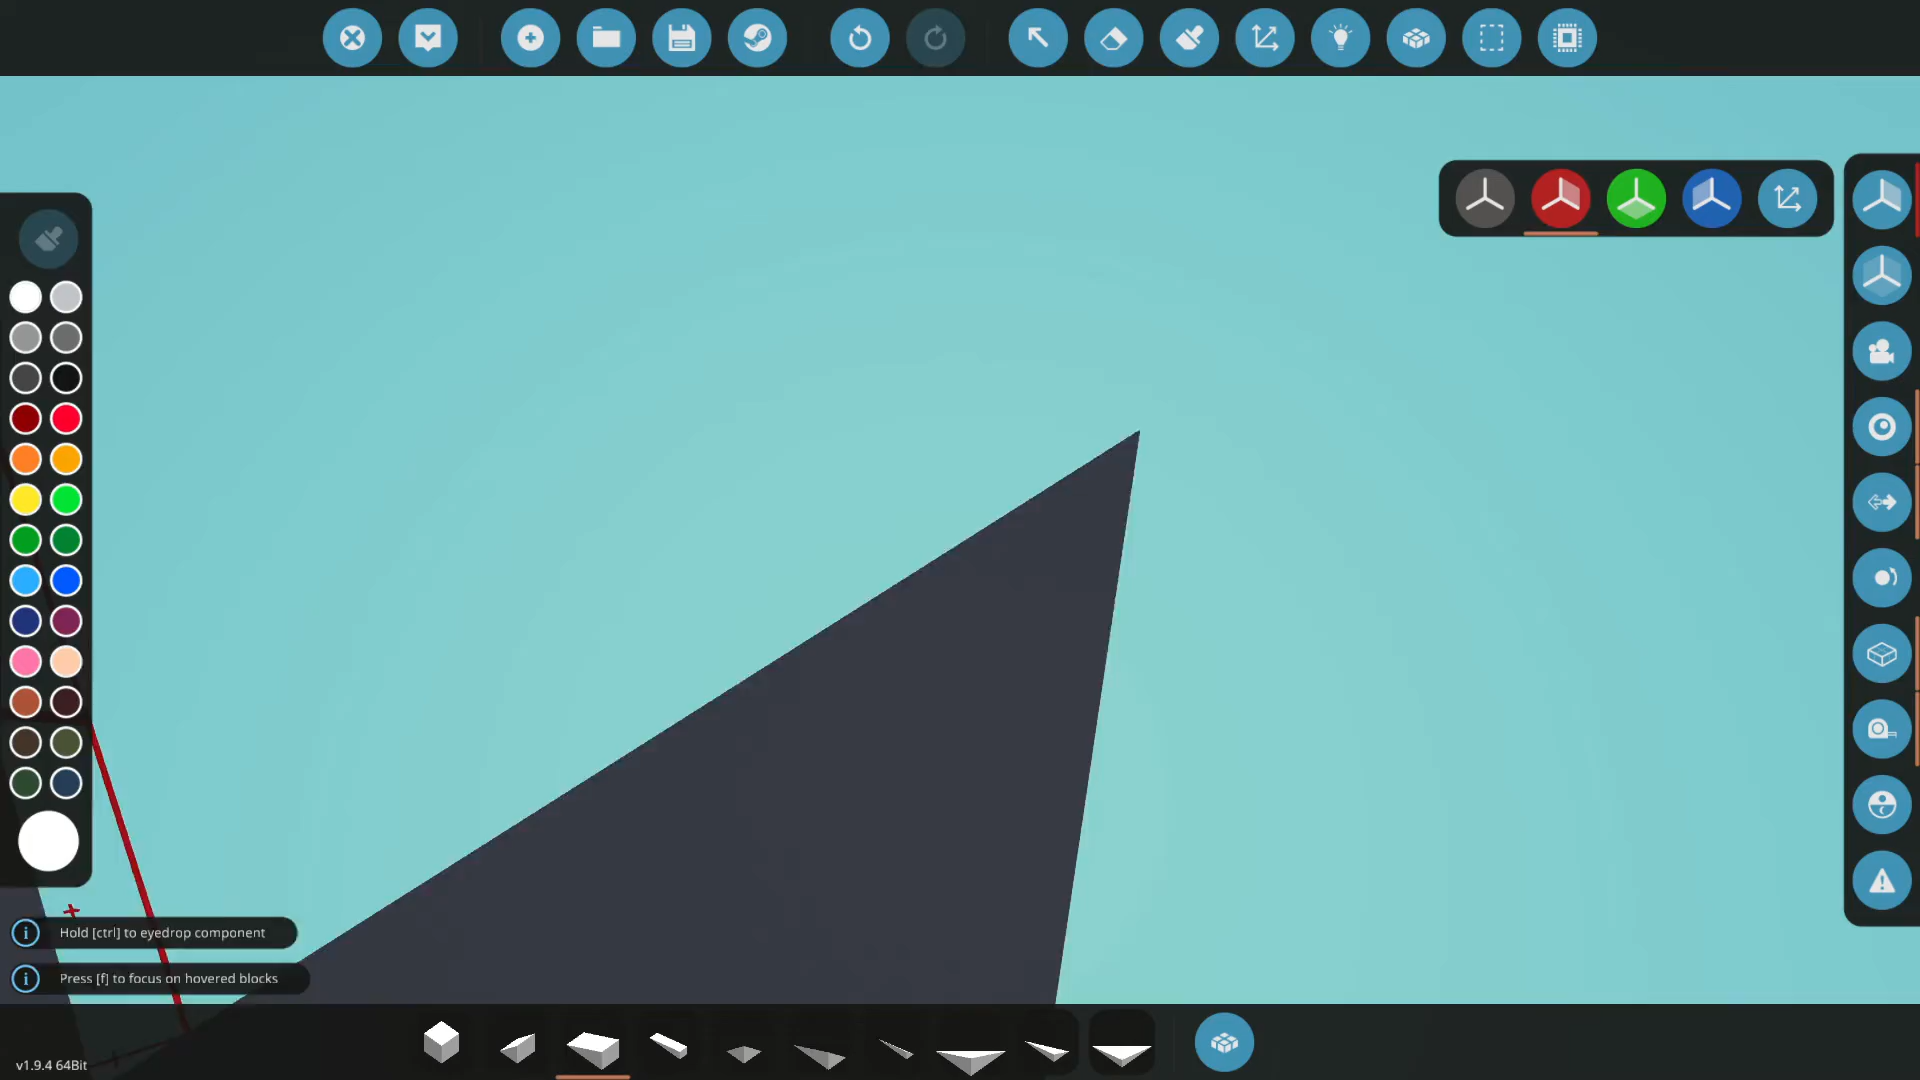 Hold [ctrl] to eyedrop component
Press [f] to focus on hovered blocks
v1.9.4 64Bit